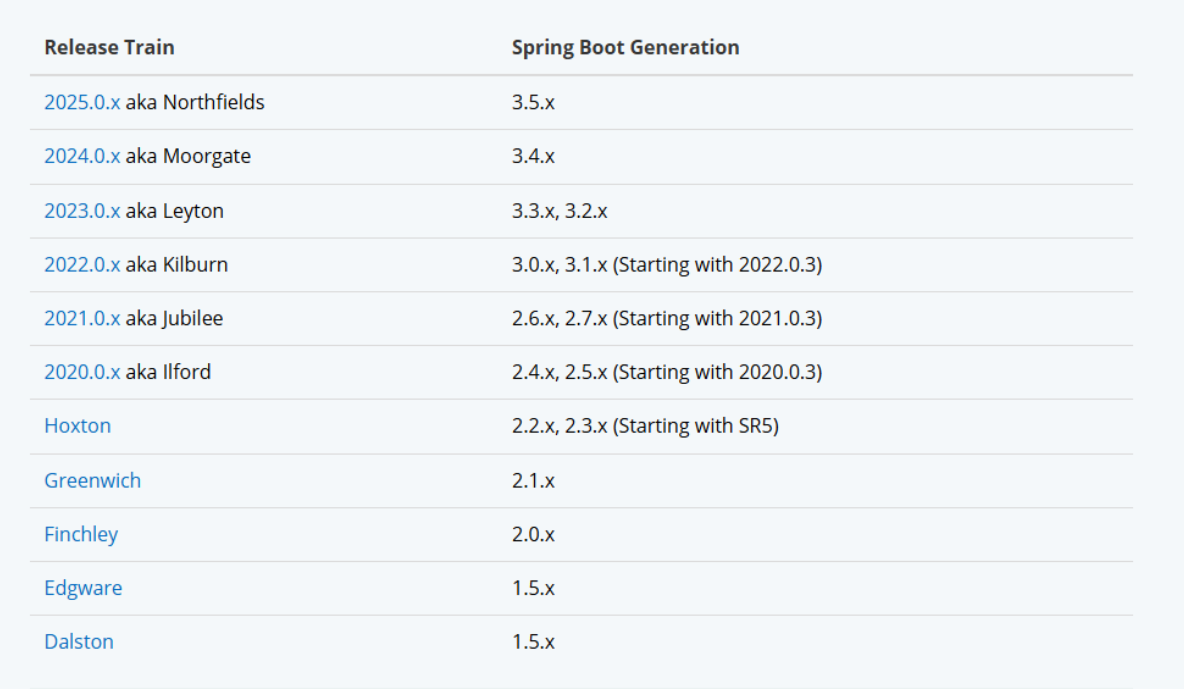 Release Train Spring Boot Generation
2025.0.x aka Northfields 3.5.x
2024.0.x aka Moorgate 3.4.x
2023.0.x aka Leyton 3.3.x, 3.2.x
2022.0.x aka Kilburn 3.0.x, 3.1.x (Starting with 2022.0.3)
2021.0.x aka Jubilee 2.6.x, 2.7.x (Starting with 2021.0.3)
2020.0.x aka Ilford 2.4.x, 2.5.x (Starting with 2020.0.3)
Hoxton 2.2.x, 2.3.x (Starting with SR5)
Greenwich 2.1.x
Finchley 2.0.x
Edgware 1.5.x
Dalston 1.5.x